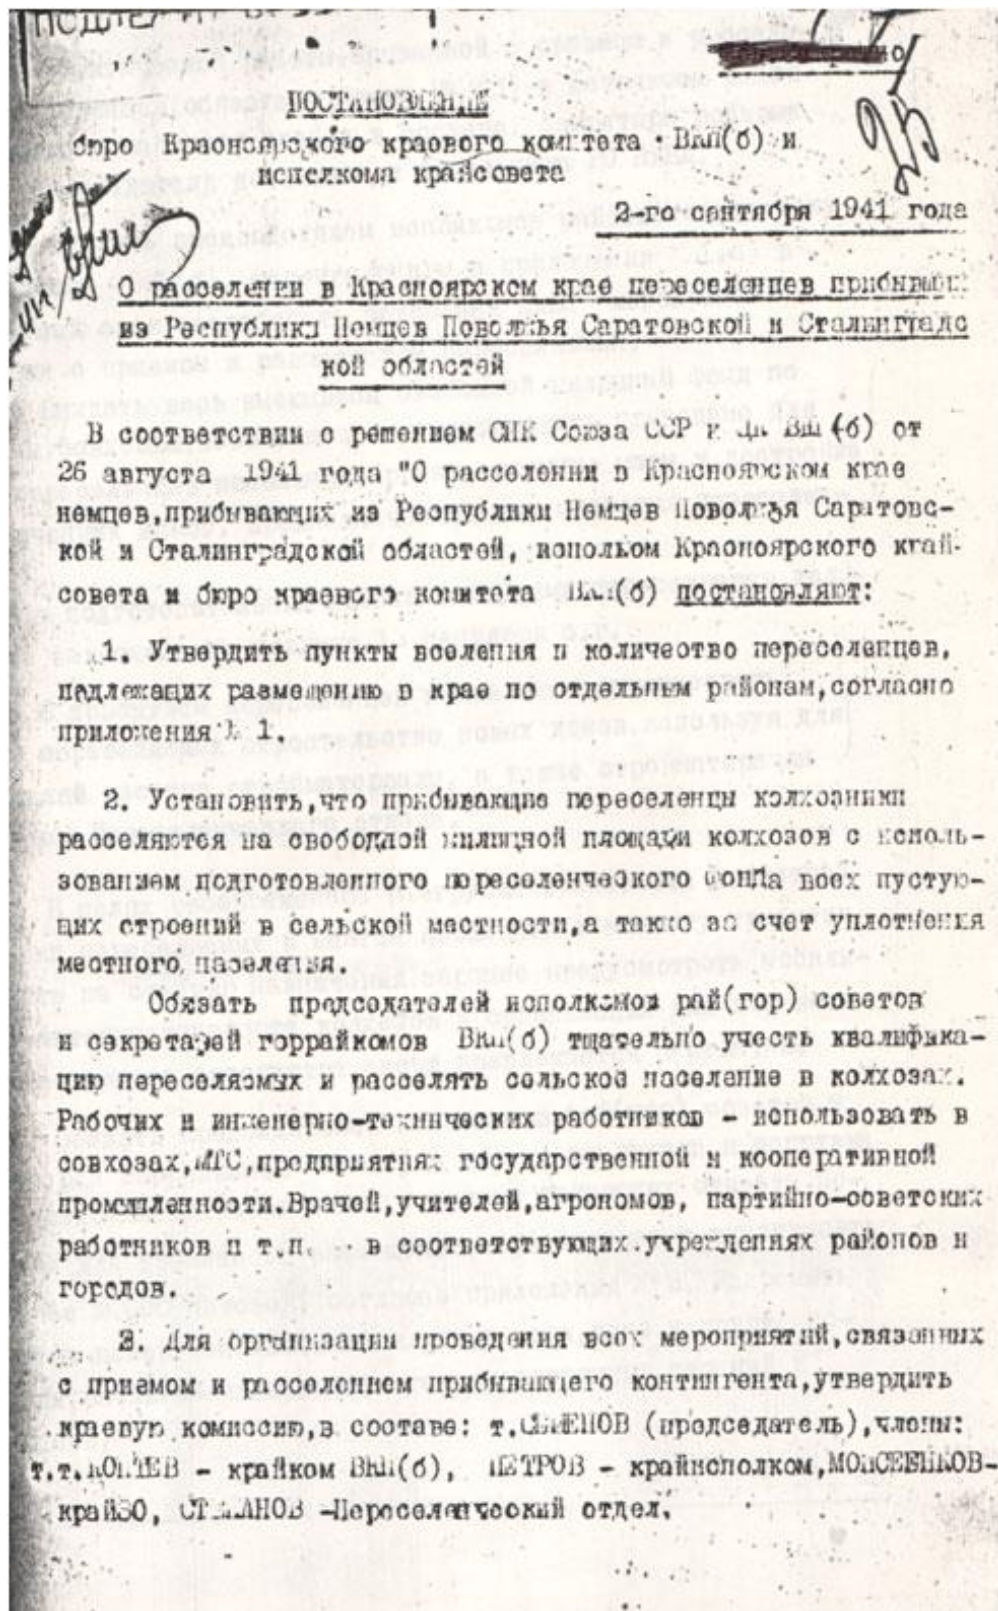 ПОДЛЕЖИТ
ПОСТАНОВЛЕНИЕ
бюро Красноярского краевого комитета ВКП(б) и
исполкома крайсовета
2-го сентября 1941 года
О расселении в Красноярском крае переселенцев прибывш
из Республики Немцев Поволжья Саратовской и Сталинградс
кой областей
В соответствии с решением СНК Союза ССР и ЦК ВКП(б) от
26 августа 1941 года "О расселении в Красноярском крае
немцев,прибывающих из Республики Немцев Поволжья Саратовс-
кой и Сталинградской областей, исполком Красноярского край-
совета и бюро краевого комитета ВКП(б) постановляют:
1. Утвердить пункты вселения и количество переселенцев,
подлежащих размещению в крае по отдельным районам,согласно
приложения № 1.
2. Установить,что прибывающие переселенцы колхозники
расселяются на свободной жилищной площади колхозов с исполь-
зованием подготовленного переселенческого фонда всех пустую-
щих строений в сельской местности,а также за счет уплотнения
местного населения.
Обязать председателей исполкомов рай(гор) советов
и секретарей горрайкомов ВКП(б) тщательно учесть квалифика-
цию переселяемых и расселять сельское население в колхозах.
Рабочих и инженерно-технических работников - использовать в
совхозах,МТС,предприятиях государственной и кооперативной
промышленности.Врачей,учителей,агрономов, партийно-советских
работников и т.п. - в соответствующих учреждениях районов и
городов.
3. Для организации проведения всех мероприятий,связанных
с приемом и расселением прибывающего контингента,утвердить
краевую комиссию,в составе: т.СЕМЕНОВ (председатель),члены:
т.т. - крайком ВКП(б), ПЕТРОВ - крайисполком,МОИСЕЕНКОВ-
крайЗО, СТЕПАНОВ -Переселенческий отдел.